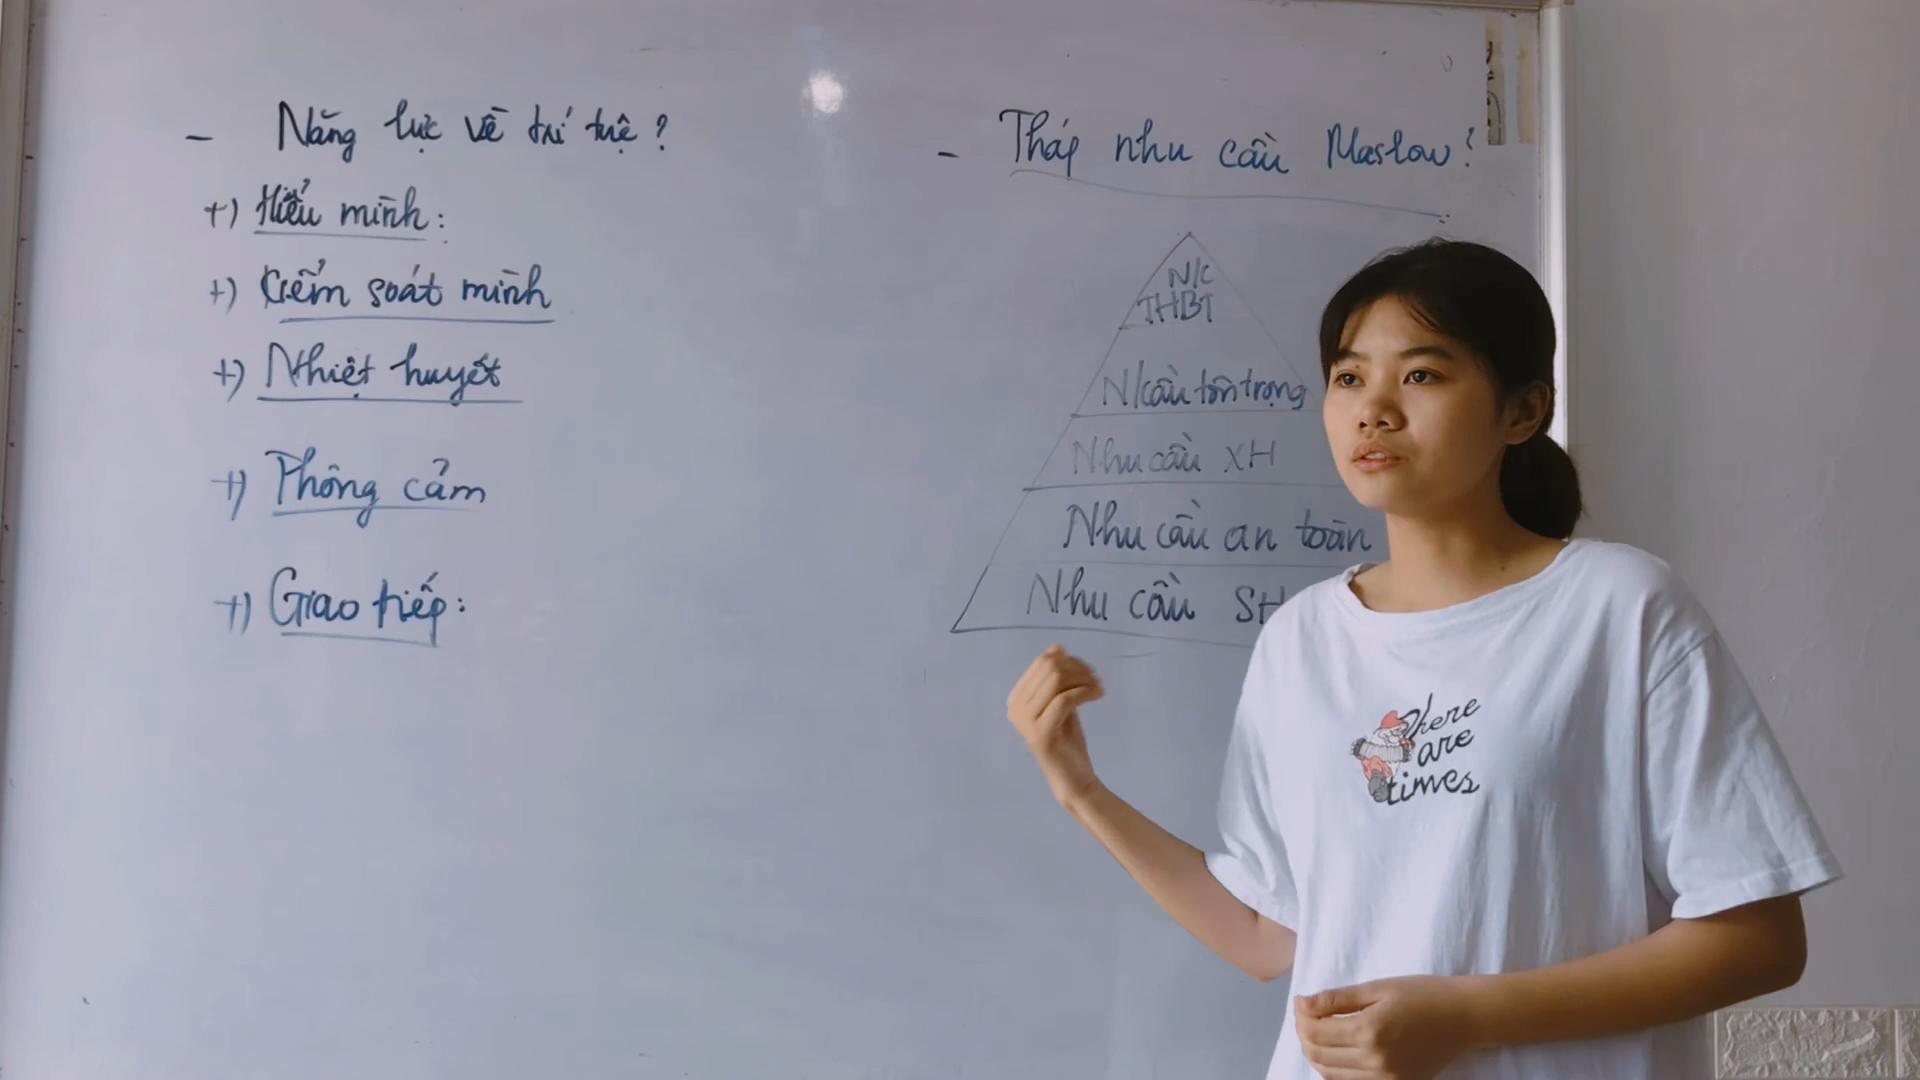 - Năng lực về trí tuệ ?
+) Hiểu mình :
+) Kiểm soát mình
+) Nhiệt huyết
+) Thông cảm
+) Giao tiếp :
- Tháp nhu cầu Maslow ?
N/C
THBT
N/cầu tôn trọng
Nhu cầu XH
Nhu cầu an toàn
Nhu cầu SH
There
are
times